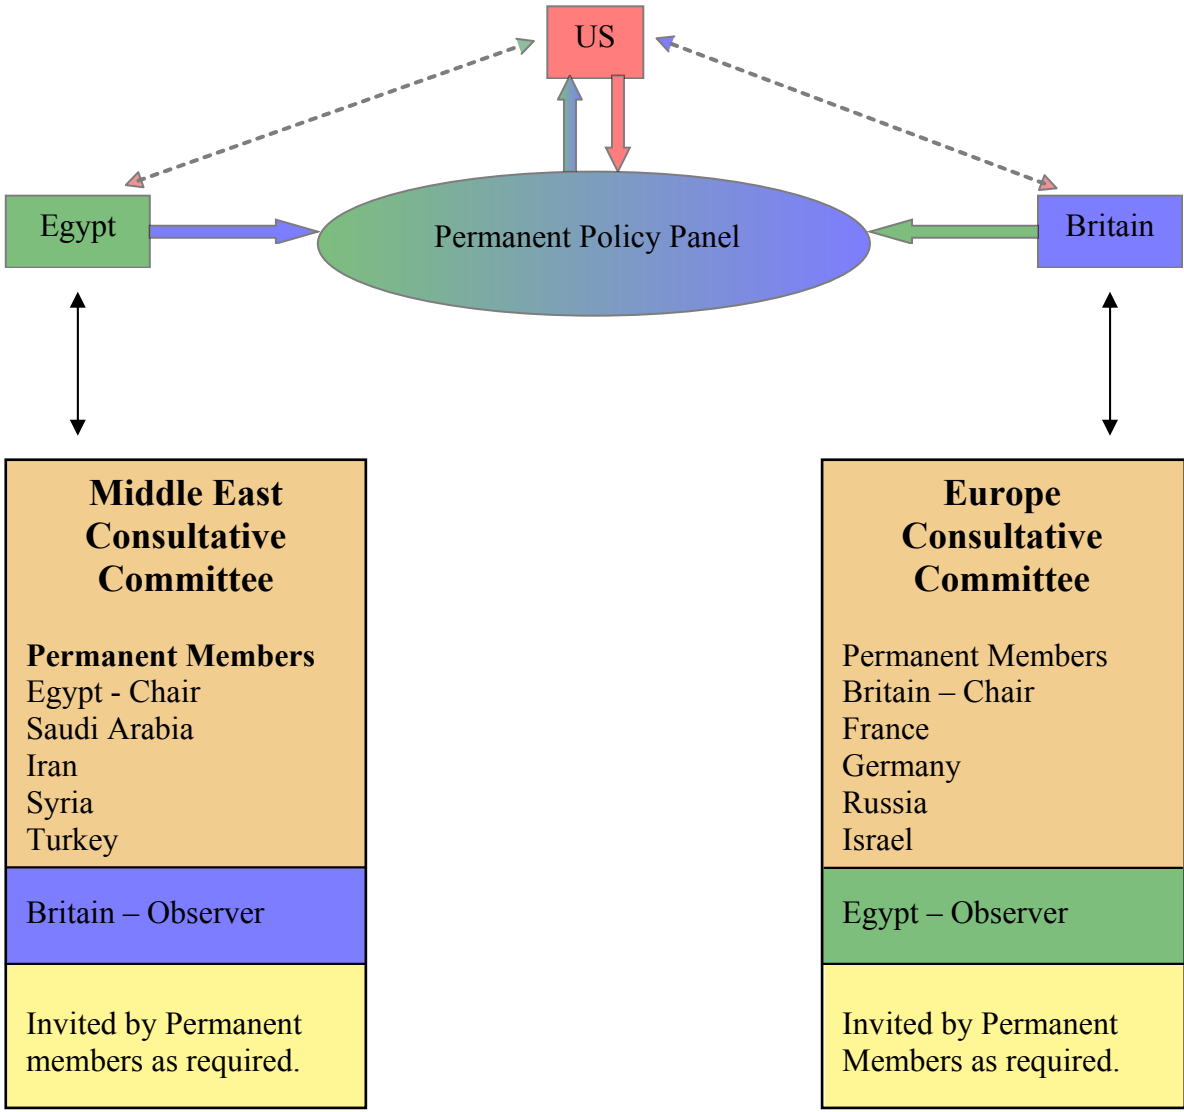 US
Egypt
Permanent Policy Panel
Britain
Middle East
Consultative
Committee
Permanent Members
Egypt - Chair
Saudi Arabia
Iran
Syria
Turkey
Britain – Observer
Invited by Permanent
members as required.
Europe
Consultative
Committee
Permanent Members
Britain – Chair
France
Germany
Russia
Israel
Egypt – Observer
Invited by Permanent
Members as required.